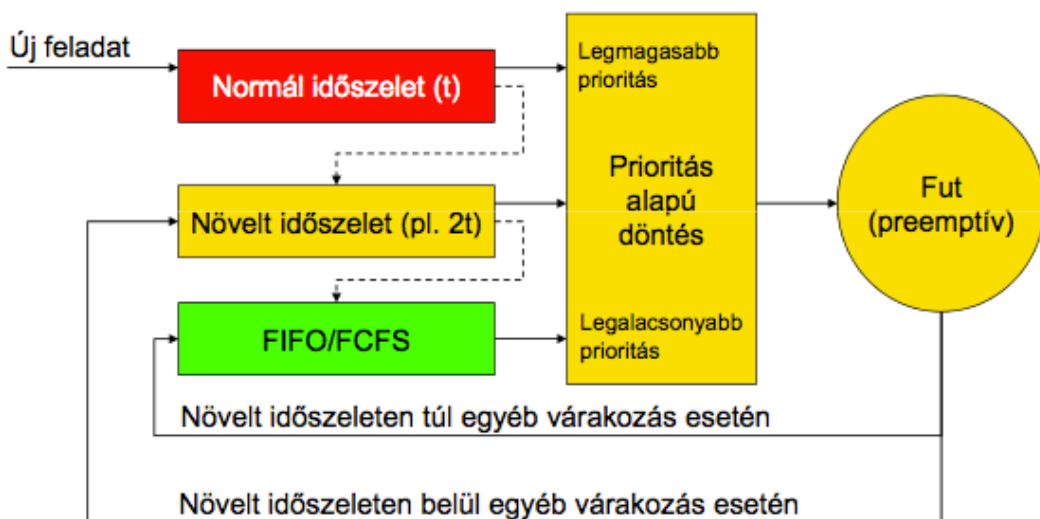 Új feladat
Normál időszelet (t)
Legmagasabb
prioritás
Növelt időszelet (pl. 2t)
Prioritás
alapú
döntés
Fut
(preemptív)
FIFO/FCFS
Legalacsonyabb
prioritás
Növelt időszeleten túl egyéb várakozás esetén
Növelt időszeleten belül egyéb várakozás esetén